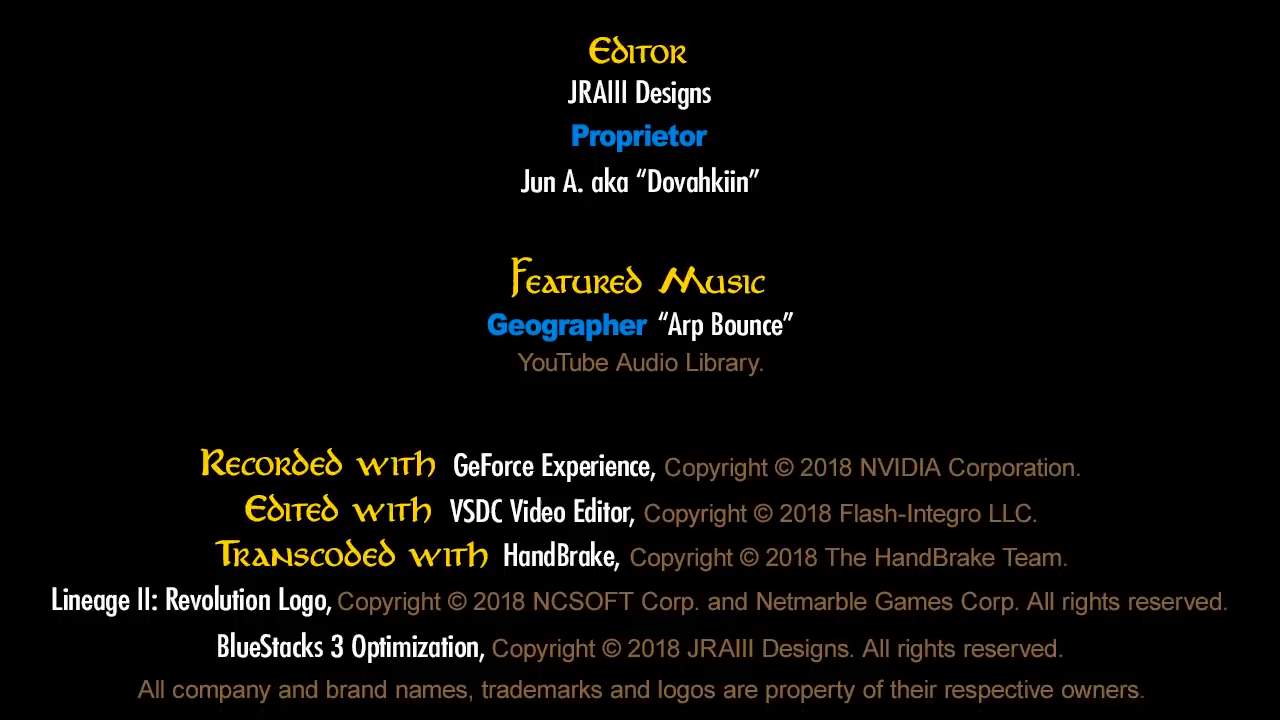 Editor
JRAIII Designs
Proprietor
Jun A. aka “Dovahkiin”
Featured Music
Geographer “Arp Bounce”
YouTube Audio Library.
Recorded with GeForce Experience, Copyright © 2018 NVIDIA Corporation.
Edited with VSDC Video Editor, Copyright © 2018 Flash-Integro LLC.
Transcoded with HandBrake, Copyright © 2018 The HandBrake Team.
Lineage II: Revolution Logo, Copyright © 2018 NCSOFT Corp. and Netmarble Games Corp. All rights reserved.
BlueStacks 3 Optimization, Copyright © 2018 JRAIII Designs. All rights reserved.
All company and brand names, trademarks and logos are property of their respective owners.